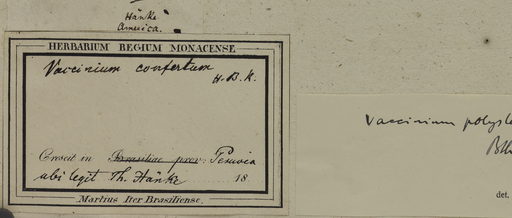 Hänke
America.
HERBARIUM REGIUM MONACENSE
Vaccinium confertum
H.B.K.
Crescit in Brasiliae prov: Peruvia
ubi legit Th. Hänke 18
Martius Iter Brasiliense.
Vaccinium
det.